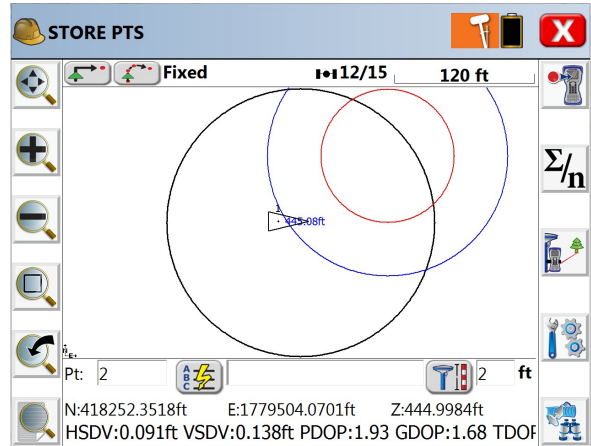 STORE PTS
Fixed 12/15 120 ft
Σ/n
1
445.08ft
N
E
Pt: 2 A B C 2 ft
N:418252.3518ft E:1779504.0701ft Z:444.9984ft
HSDV:0.091ft VSDV:0.138ft PDOP:1.93 GDOP:1.68 TDOF